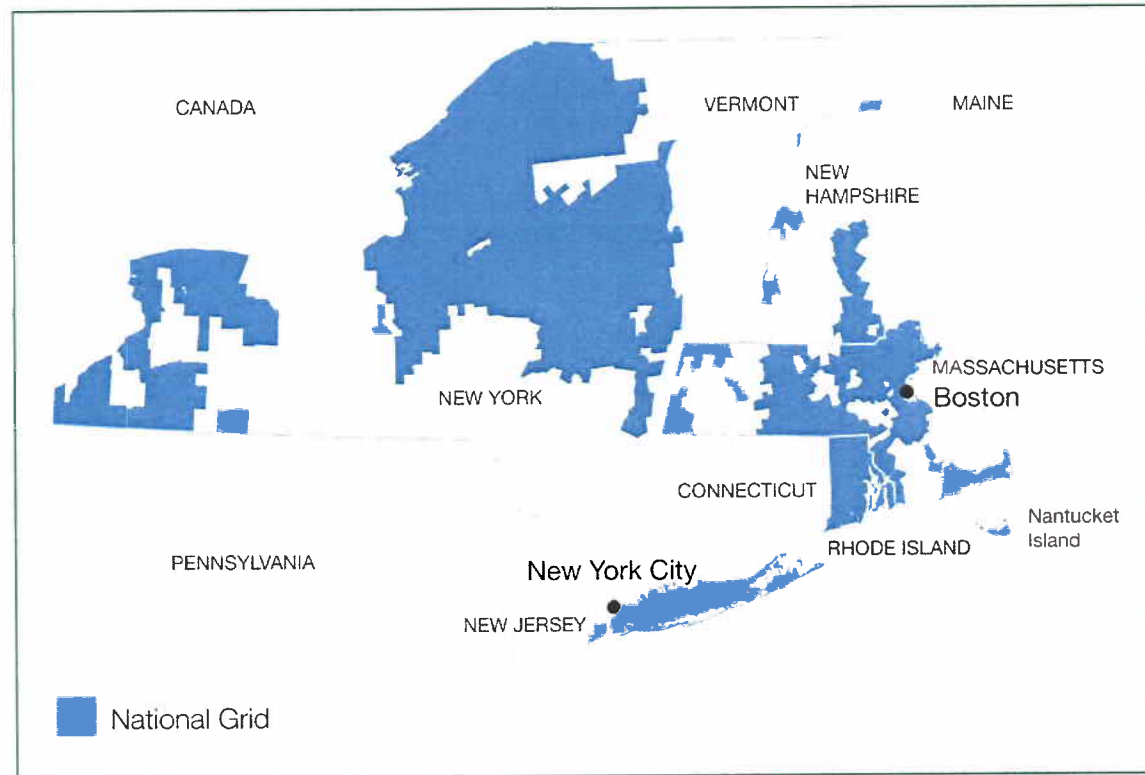 CANADA
VERMONT
MAINE
NEW
HAMPSHIRE
MASSACHUSETTS
Boston
NEW YORK
CONNECTICUT
Nantucket
Island
RHODE ISLAND
PENNSYLVANIA
New York City
NEW JERSEY
National Grid